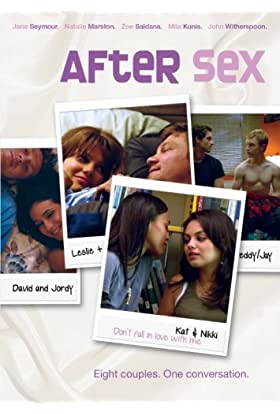 Jane Seymour. Natalie Marston. Zoe Saldana. Mila Kunis. John Witherspoon.
AFTER SEX
Leslie +
eddy/Jay
David and Jordy
Kat & Nikki
Don't fall in love with me
Eight couples. One conversation.